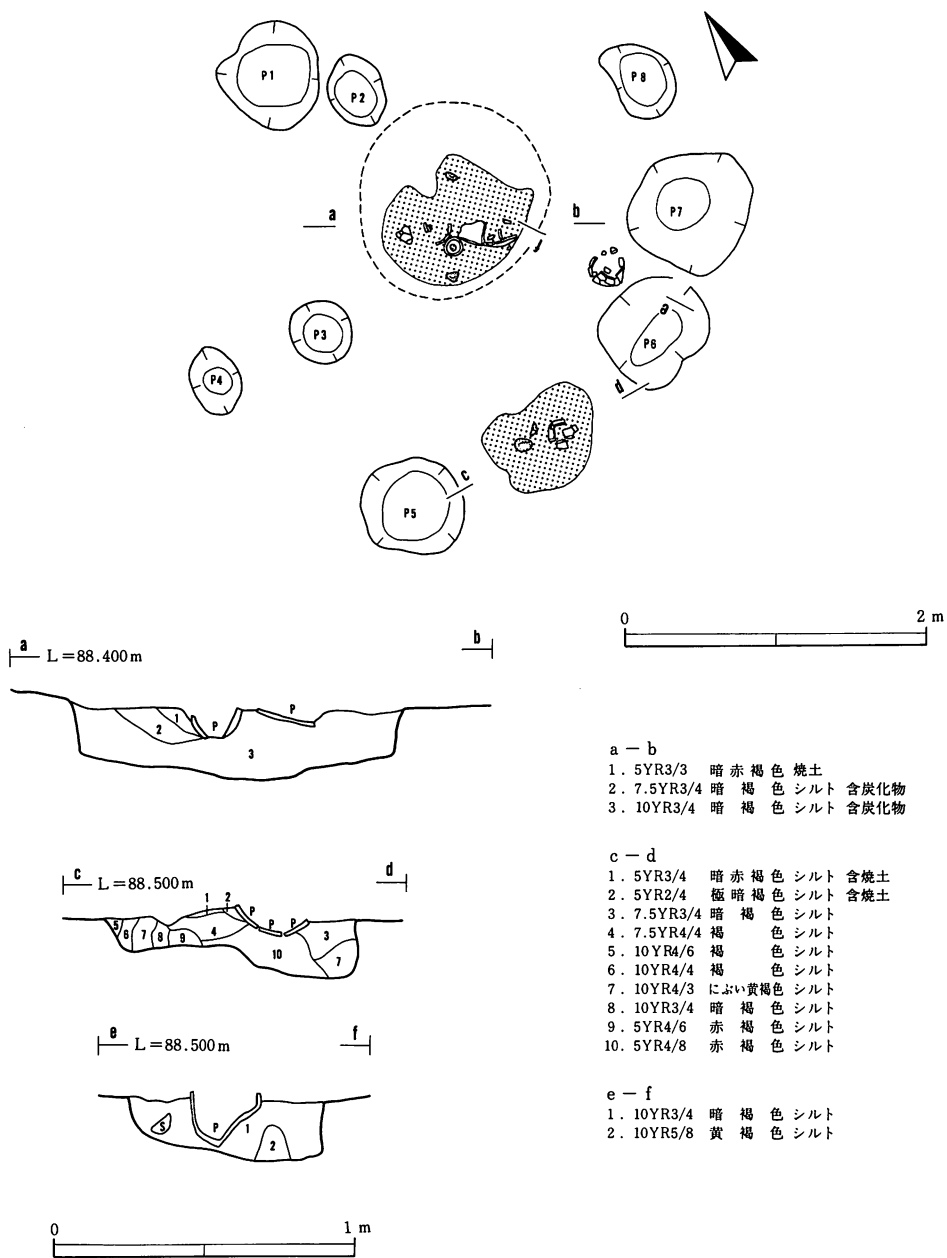 P1
P2
P8
P7
a
b
P6
a
d
P3
P4
c
P5
0 2 m
a b
L＝88.400m
1 2 3 P P
a － b
1. 5YR3/3 暗赤褐色 焼土
2. 7.5YR3/4 暗褐色 シルト 含炭化物
3. 10YR3/4 暗褐色 シルト 含炭化物
c d
L＝88.500m
1 2 P P P 3 4 5 6 7 8 9 10 7
c － d
1. 5YR3/4 暗赤褐色 シルト 含焼土
2. 5YR2/4 極暗褐色 シルト 含焼土
3. 7.5YR3/4 暗褐色 シルト
4. 7.5YR4/4 褐色 シルト
5. 10YR4/6 褐色 シルト
6. 10YR4/4 褐色 シルト
7. 10YR4/3 にぶい黄褐色 シルト
8. 10YR3/4 暗褐色 シルト
9. 5YR4/6 赤褐色 シルト
10. 5YR4/8 赤褐色 シルト
e f
L＝88.500m
S P 1 2
e － f
1. 10YR3/4 暗褐色 シルト
2. 10YR5/8 黄褐色 シルト
0 1 m